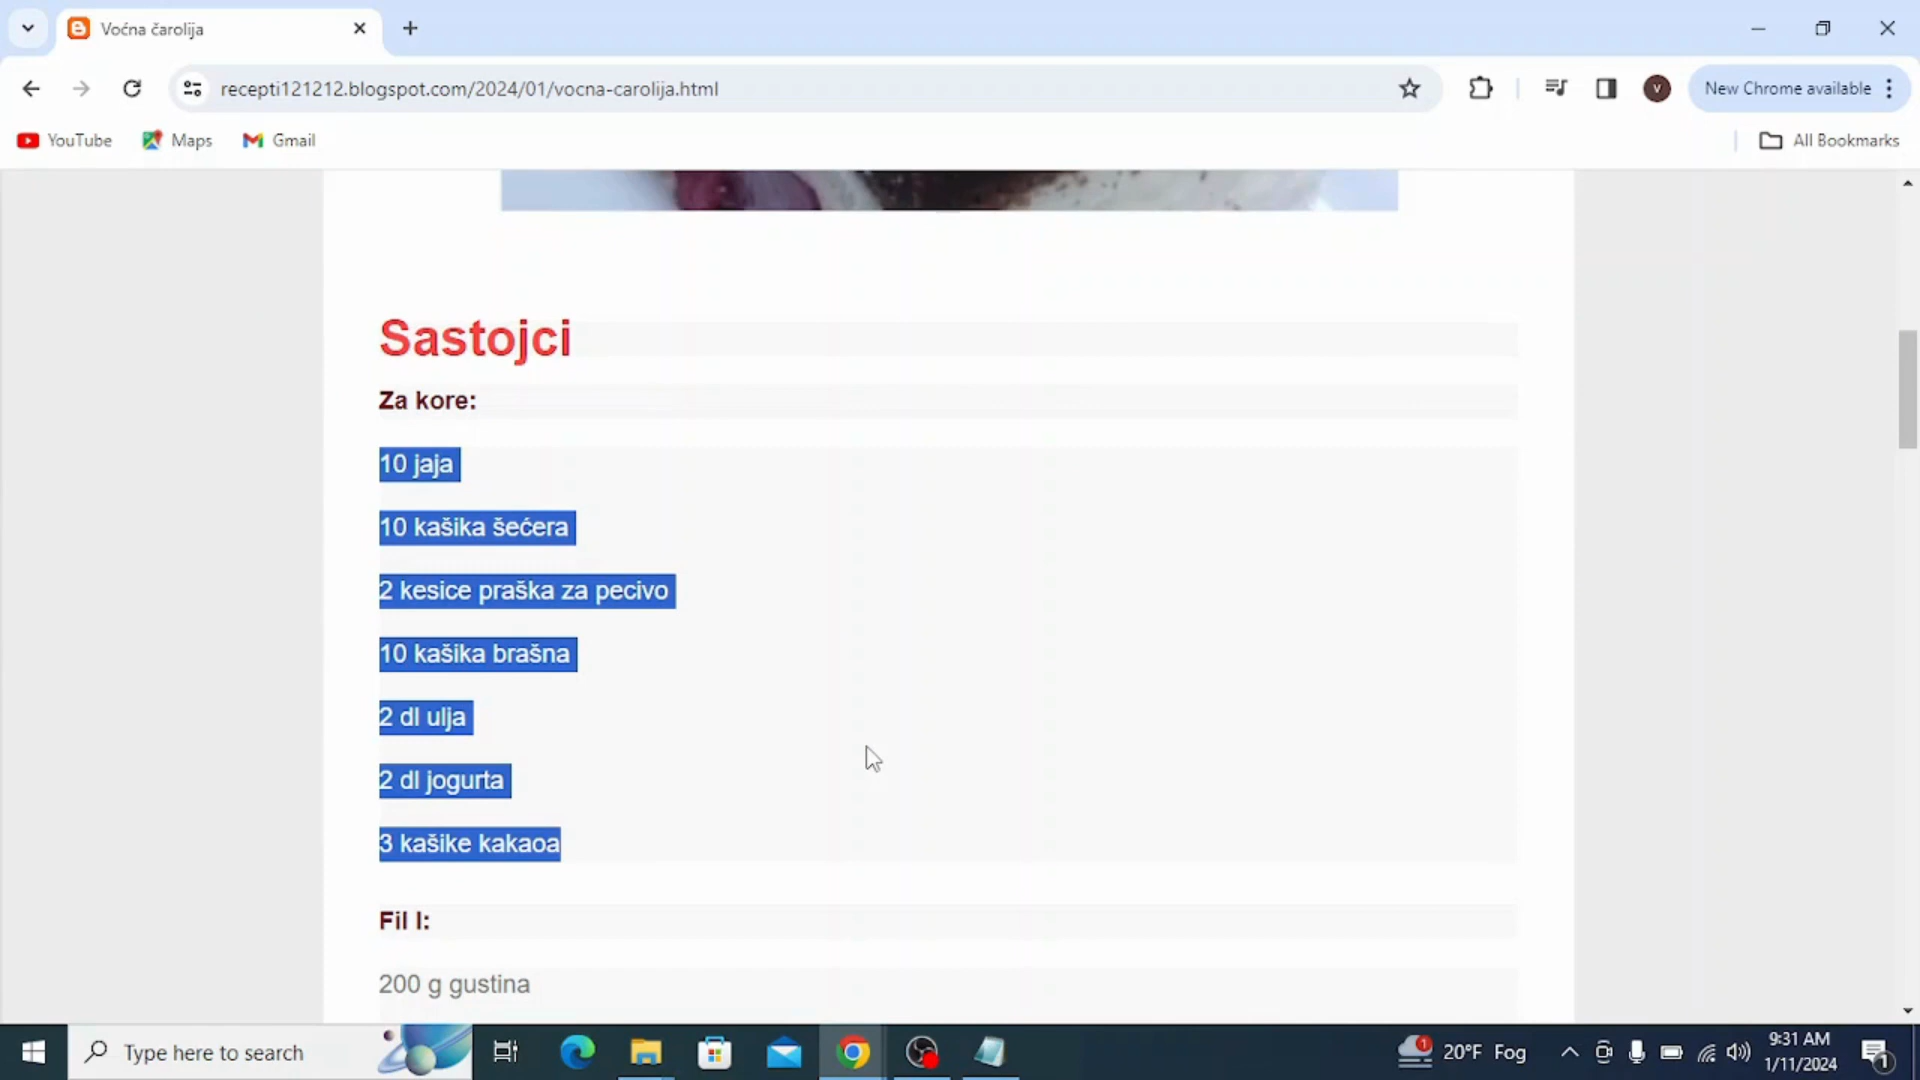 Voćna čarolija
recepti121212.blogspot.com/2024/01/vocna-carolija.html
V
New Chrome available
YouTube
Maps
Gmail
All Bookmarks
Sastojci
Za kore:
10 jaja
10 kašika šećera
2 kesice praška za pecivo
10 kašika brašna
2 dl ulja
2 dl jogurta
3 kašike kakaoa
Fil I:
200 g gustina
Type here to search
1
20°F Fog
9:31 AM
1/11/2024
1